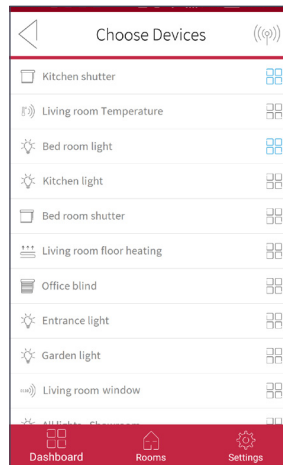 Choose Devices
Kitchen shutter
Living room Temperature
Bed room light
Kitchen light
Bed room shutter
Living room floor heating
Office blind
Entrance light
Garden light
Living room window
Dashboard
Rooms
Settings